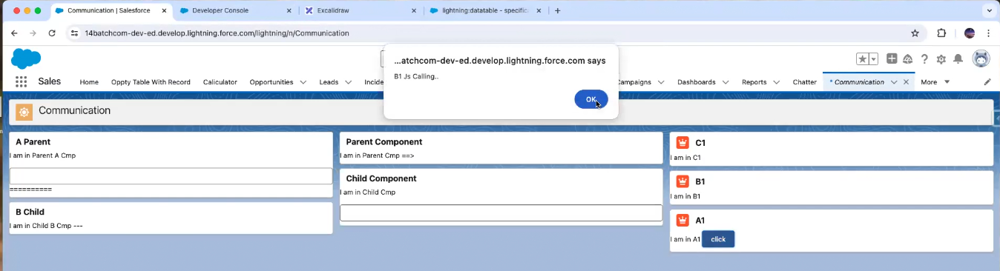 Communication | Salesforce
Developer Console
Excalidraw
lightning:datatable - specific
14batchcom-dev-ed.develop.lightning.force.com/lightning/n/Communication
...atchcom-dev-ed.develop.lightning.force.com says
B1 Js Calling..
OK
Sales
Home
Oppty Table With Record
Calculator
Opportunities
Leads
Campaigns
Dashboards
Reports
Chatter
* Communication
More
Communication
A Parent
I am in Parent A Cmp
==========
B Child
I am in Child B Cmp ---
Parent Component
I am in Parent Cmp ==>
Child Component
I am in Child Cmp
C1
I am in C1
B1
I am in B1
A1
I am in A1
click